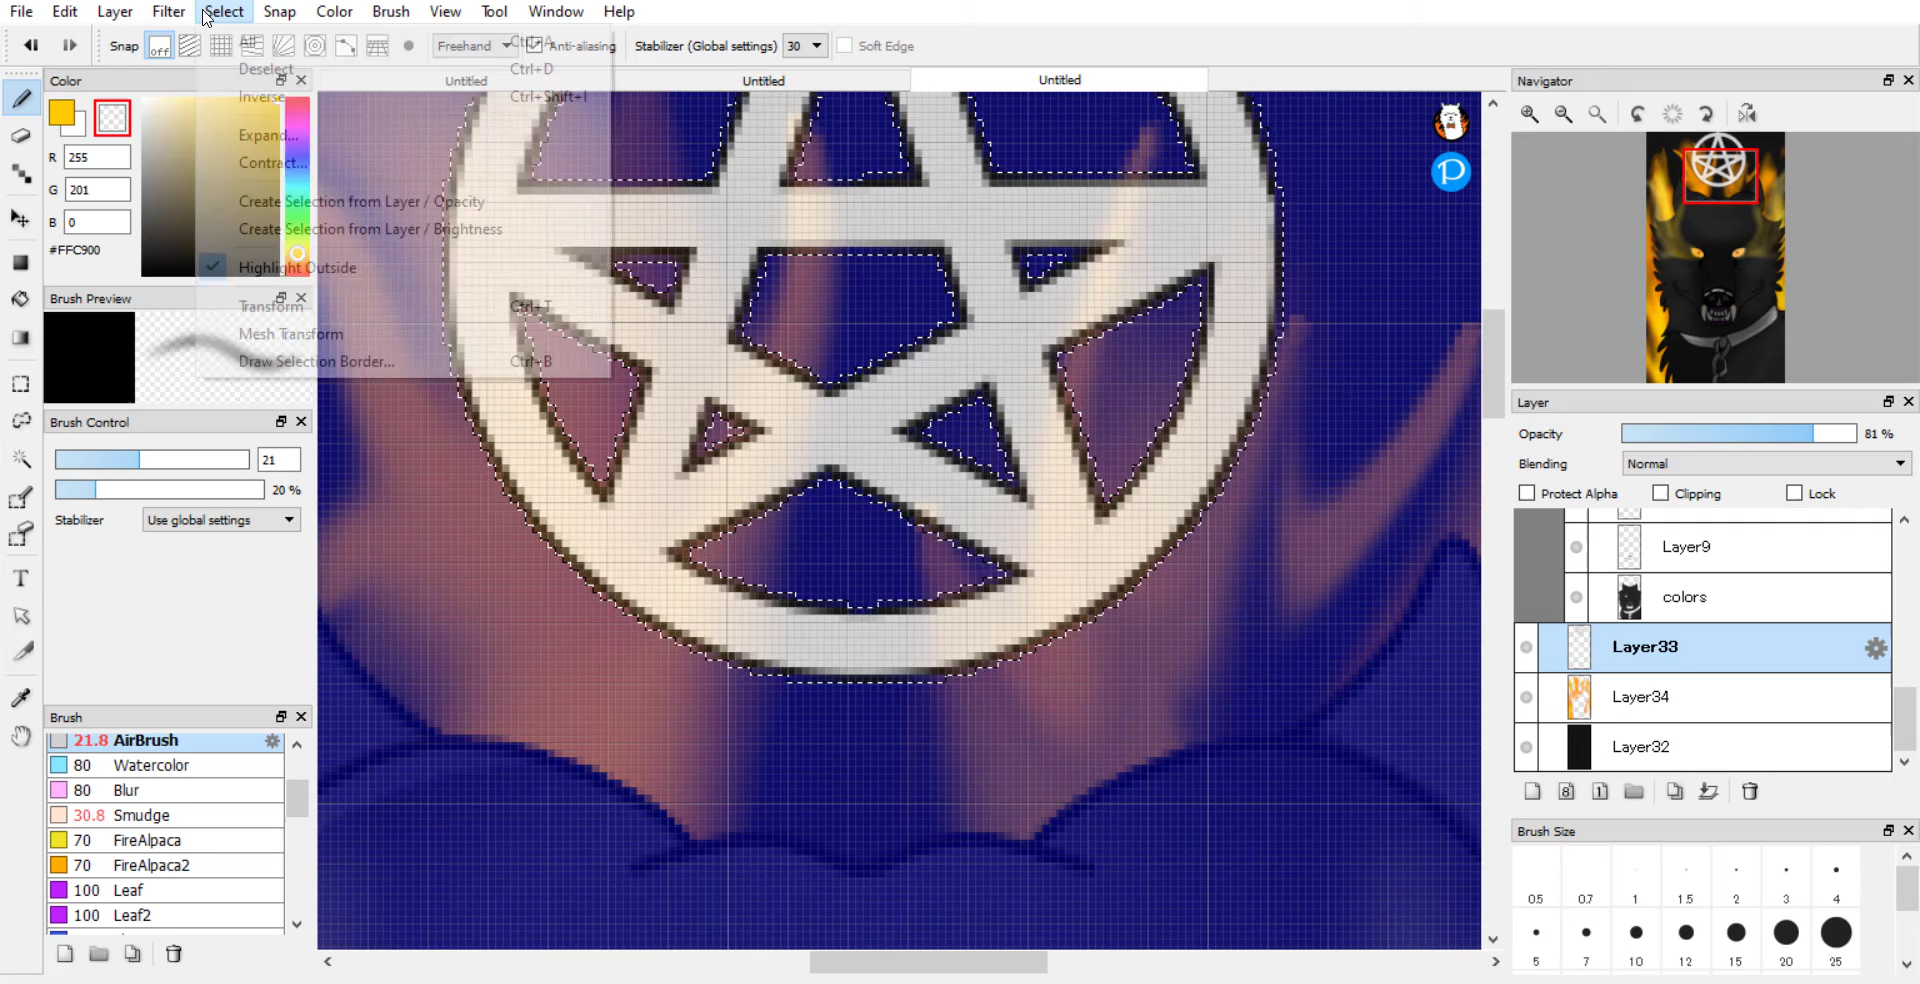 File Edit Layer Filter Select Snap Color Brush View Tool Window Help
Snap off Freehand Anti-aliasing Stabilizer (Global settings) 30 Soft Edge
All Ctrl+A
Deselect Ctrl+D
Inverse Ctrl+Shift+I
Expand...
Contract...
Create Selection from Layer / Opacity
Create Selection from Layer / Brightness
Highlight Outside
Transform Ctrl+T
Mesh Transform
Draw Selection Border... Ctrl+B
Color
R 255
G 201
B 0
#FFC900
Brush Preview
Brush Control
21
20 %
Stabilizer Use global settings
Brush
21.8 AirBrush
80 Watercolor
80 Blur
30.8 Smudge
70 FireAlpaca
70 FireAlpaca2
100 Leaf
100 Leaf2
Untitled Untitled Untitled
Navigator
Layer
Opacity 81 %
Blending Normal
Protect Alpha Clipping Lock
Layer9
colors
Layer33
Layer34
Layer32
8 1
Brush Size
0.5 0.7 1 1.5 2 3 4
5 7 10 12 15 20 25